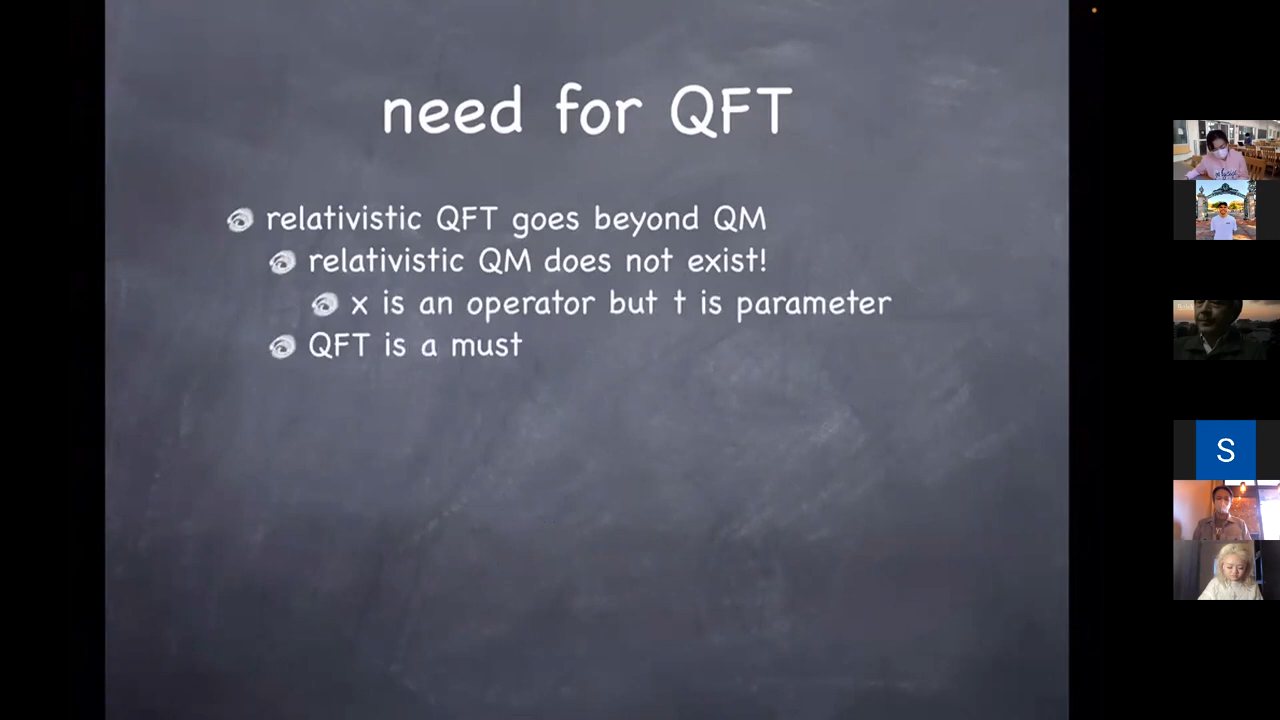 need for QFT
relativistic QFT goes beyond QM
relativistic QM does not exist!
x is an operator but t is parameter
QFT is a must
S